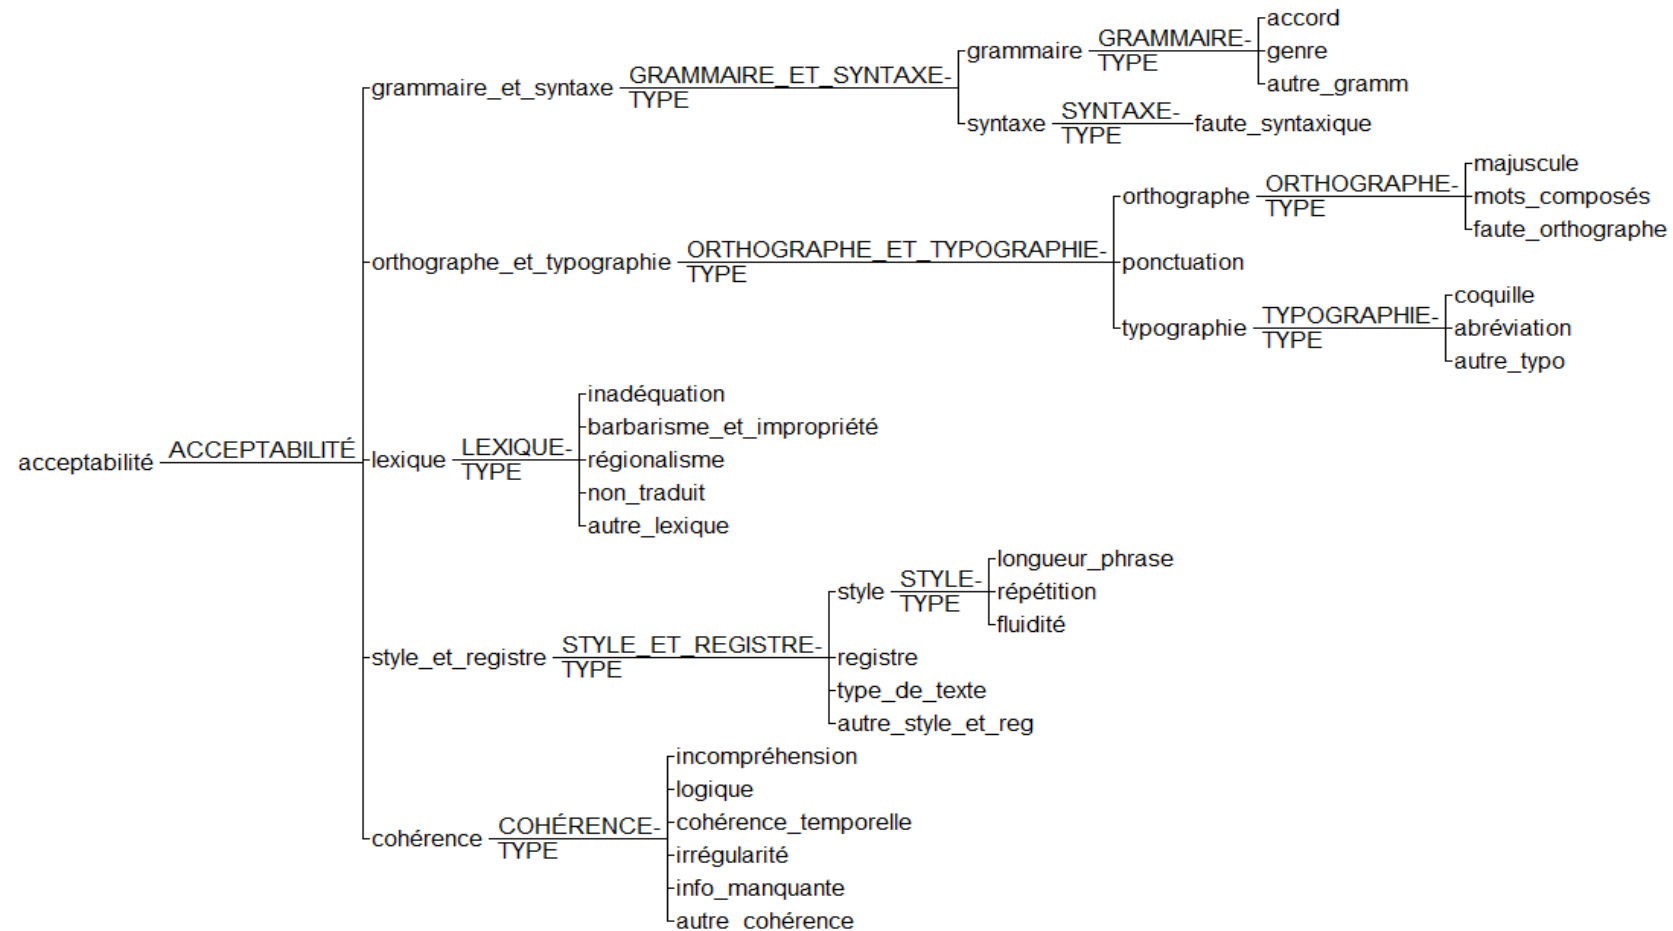 accord
grammaire GRAMMAIRE-TYPE genre
autre_gramm
grammaire_et_syntaxe GRAMMAIRE_ET_SYNTAXE-TYPE
syntaxe SYNTAXE-TYPE faute_syntaxique
majuscule
orthographe ORTHOGRAPHE-TYPE mots_composés
faute_orthographe
orthographe_et_typographie ORTHOGRAPHE_ET_TYPOGRAPHIE-TYPE ponctuation
coquille
typographie TYPOGRAPHIE-TYPE abréviation
autre_typo
inadéquation
barbarisme_et_impropriété
acceptabilité ACCEPTABILITÉ lexique LEXIQUE-TYPE régionalisme
non_traduit
autre_lexique
longueur_phrase
style STYLE-TYPE répétition
fluidité
style_et_registre STYLE_ET_REGISTRE-TYPE registre
type_de_texte
autre_style_et_reg
incompréhension
logique
cohérence_temporelle
cohérence COHÉRENCE-TYPE
irrégularité
info_manquante
autre_cohérence